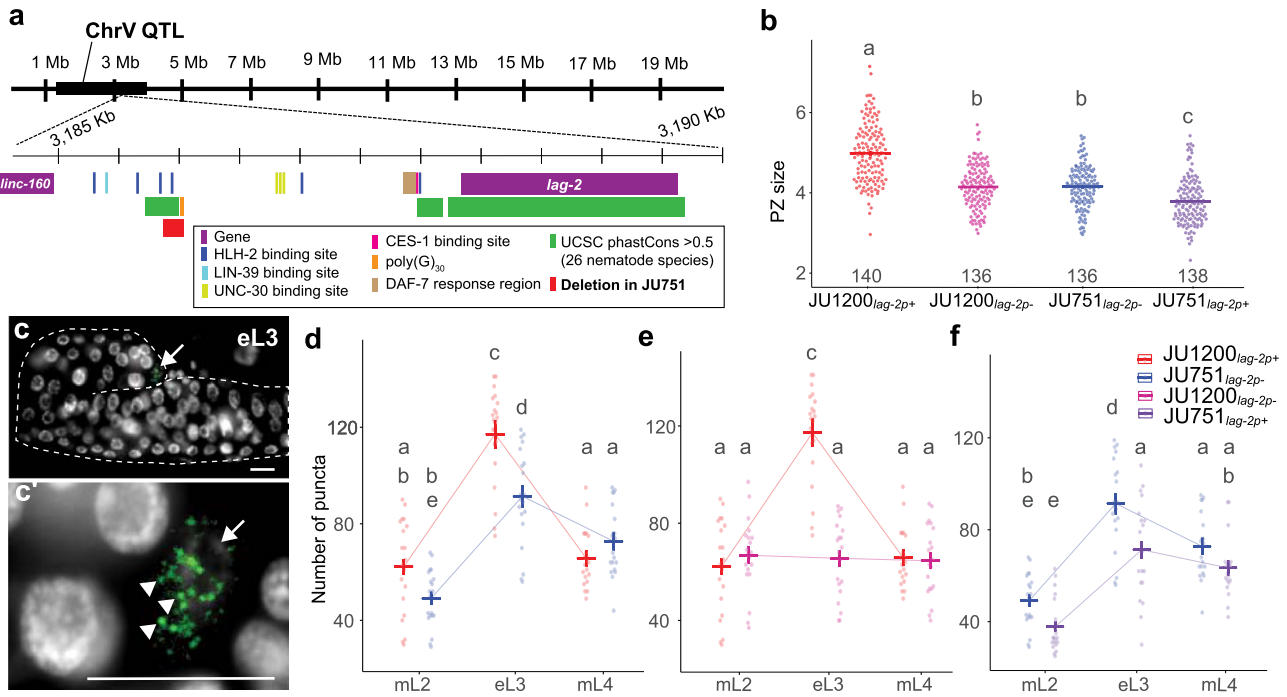 a
ChrV QTL
1 Mb 3 Mb 5 Mb 7 Mb 9 Mb 11 Mb 13 Mb 15 Mb 17 Mb 19 Mb
3,185 Kb 3,190 Kb
linc-160 lag-2
Gene
HLH-2 binding site
LIN-39 binding site
UNC-30 binding site
CES-1 binding site
poly(G)30
DAF-7 response region
UCSC phastCons >0.5
(26 nematode species)
Deletion in JU751
b
a b b c
6
4
2
PZ size
140 136 136 138
JU1200lag-2p+ JU1200lag-2p- JU751lag-2p- JU751lag-2p+
c eL3
c'
d
Number of puncta
120
80
40
a b
b e
c
d
a a
mL2 eL3 mL4
e
120
80
40
a a
c
a
a a
mL2 eL3 mL4
f
JU1200lag-2p+
JU751lag-2p-
JU1200lag-2p-
JU751lag-2p+
120
80
40
b e
e
d
a
a
a b
mL2 eL3 mL4